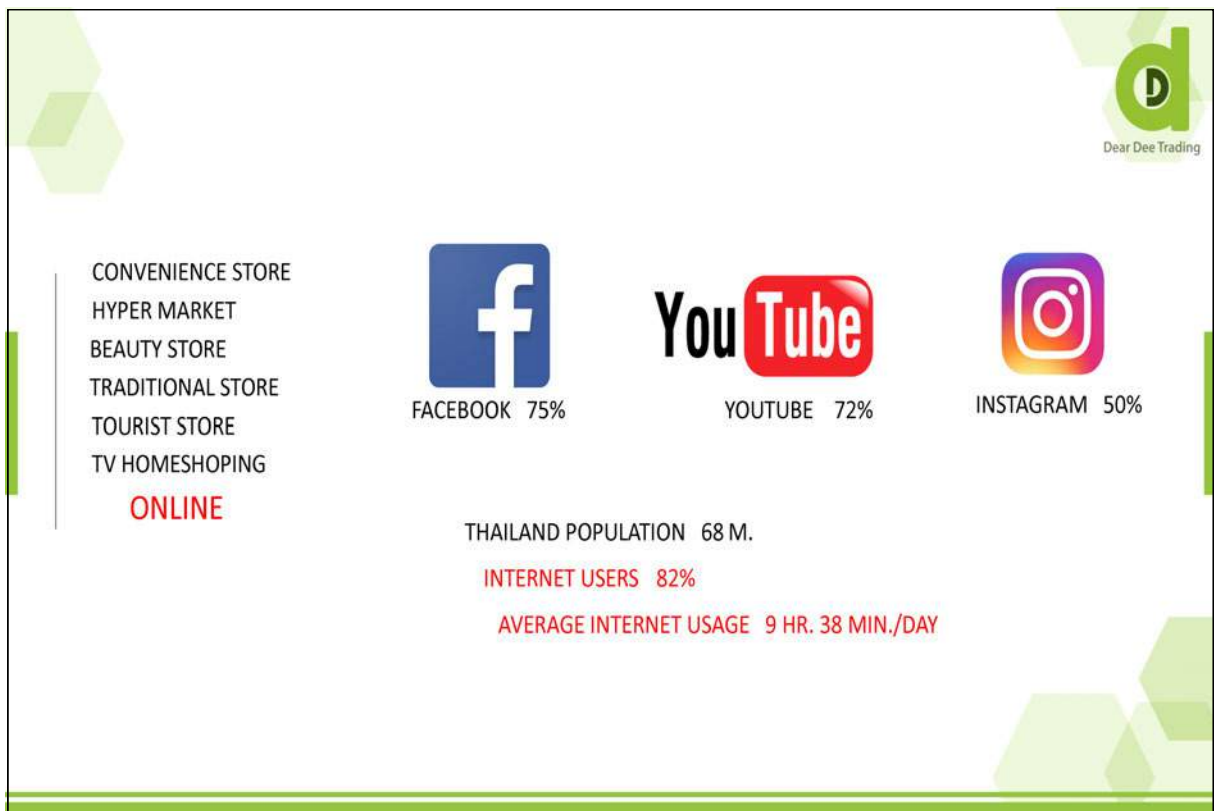 Dear Dee Trading
CONVENIENCE STORE
HYPER MARKET
BEAUTY STORE
TRADITIONAL STORE
TOURIST STORE
TV HOMESHOPING
ONLINE
You Tube
FACEBOOK 75%
YOUTUBE 72%
INSTAGRAM 50%
THAILAND POPULATION 68 M.
INTERNET USERS 82%
AVERAGE INTERNET USAGE 9 HR. 38 MIN./DAY